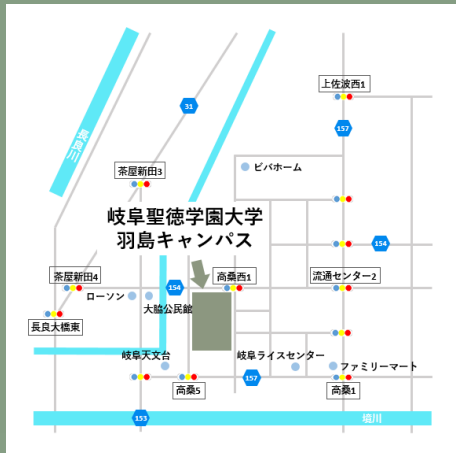 上佐波西1
31
157
長良川
ビバホーム
茶屋新田3
岐阜聖徳学園大学
羽島キャンパス
154
茶屋新田4
154
高桑西1
流通センター2
ローソン
大脇公民館
長良大橋東
岐阜天文台
岐阜ライスセンター
ファミリーマート
157
高桑5
高桑1
153
境川